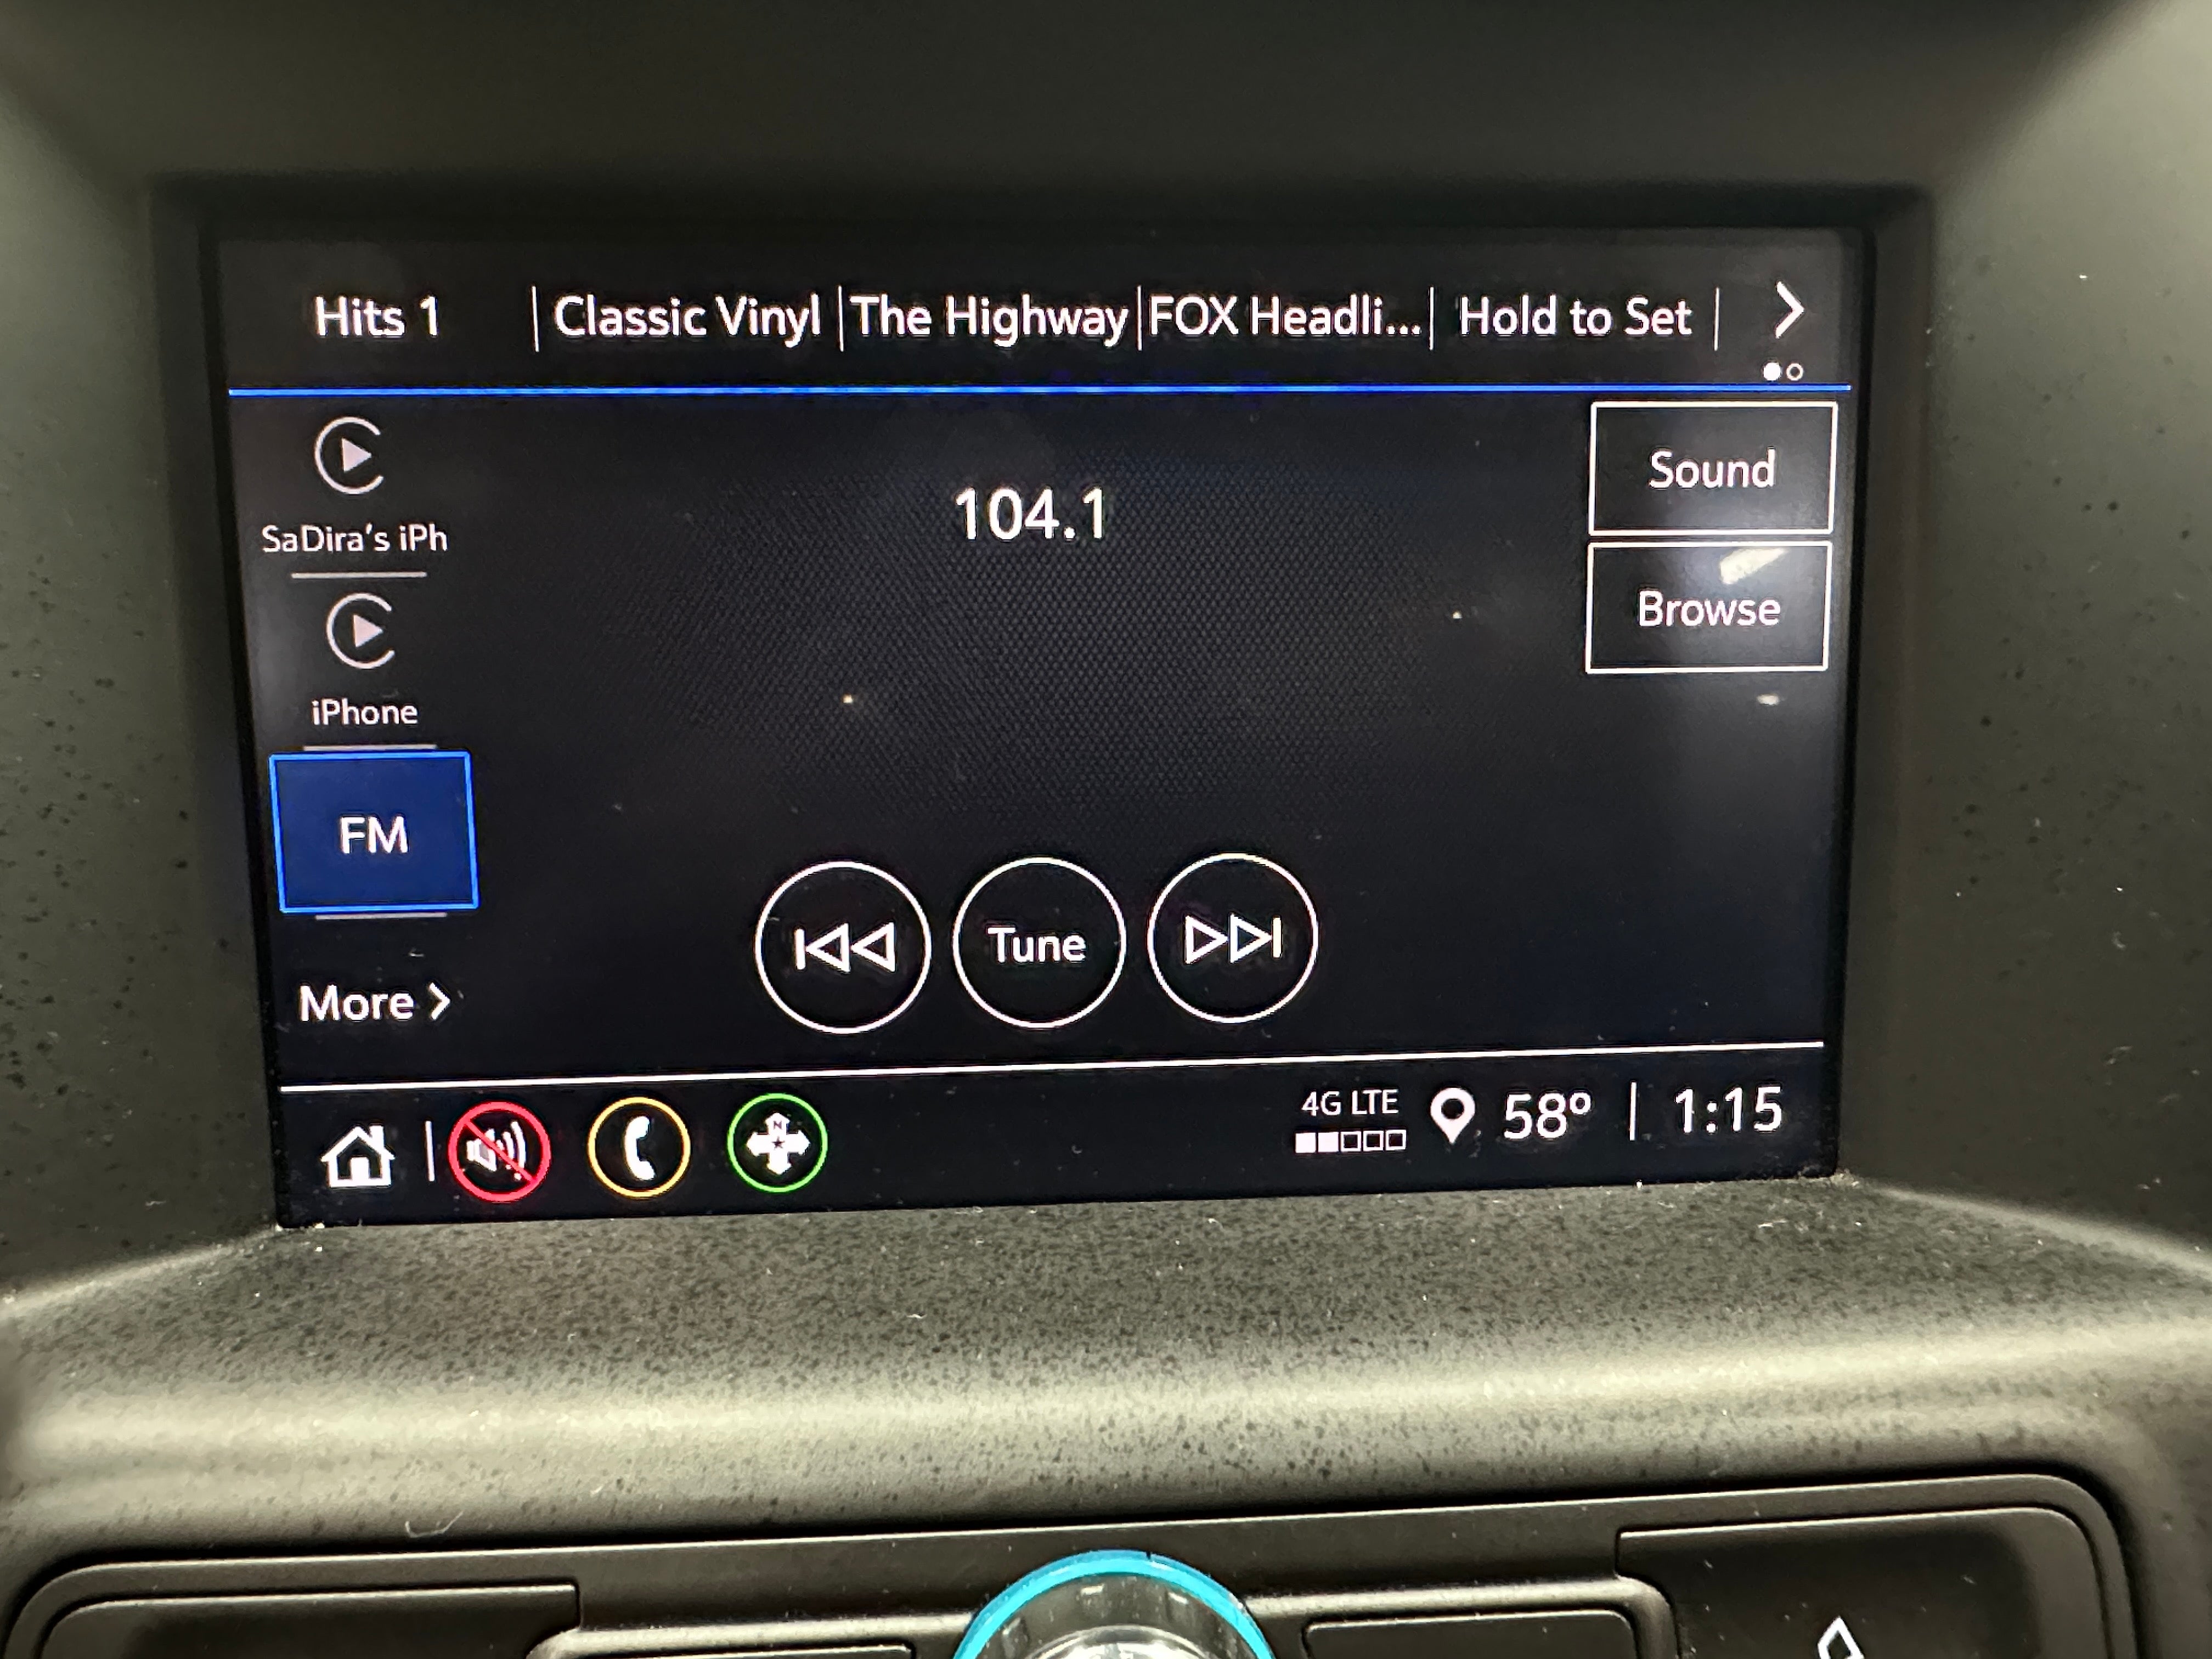 Hits 1 Classic Vinyl The Highway FOX Headli... Hold to Set
SaDira's iPh
104.1
Sound
Browse
iPhone
FM
Tune
More
4G LTE
58° 1:15
N